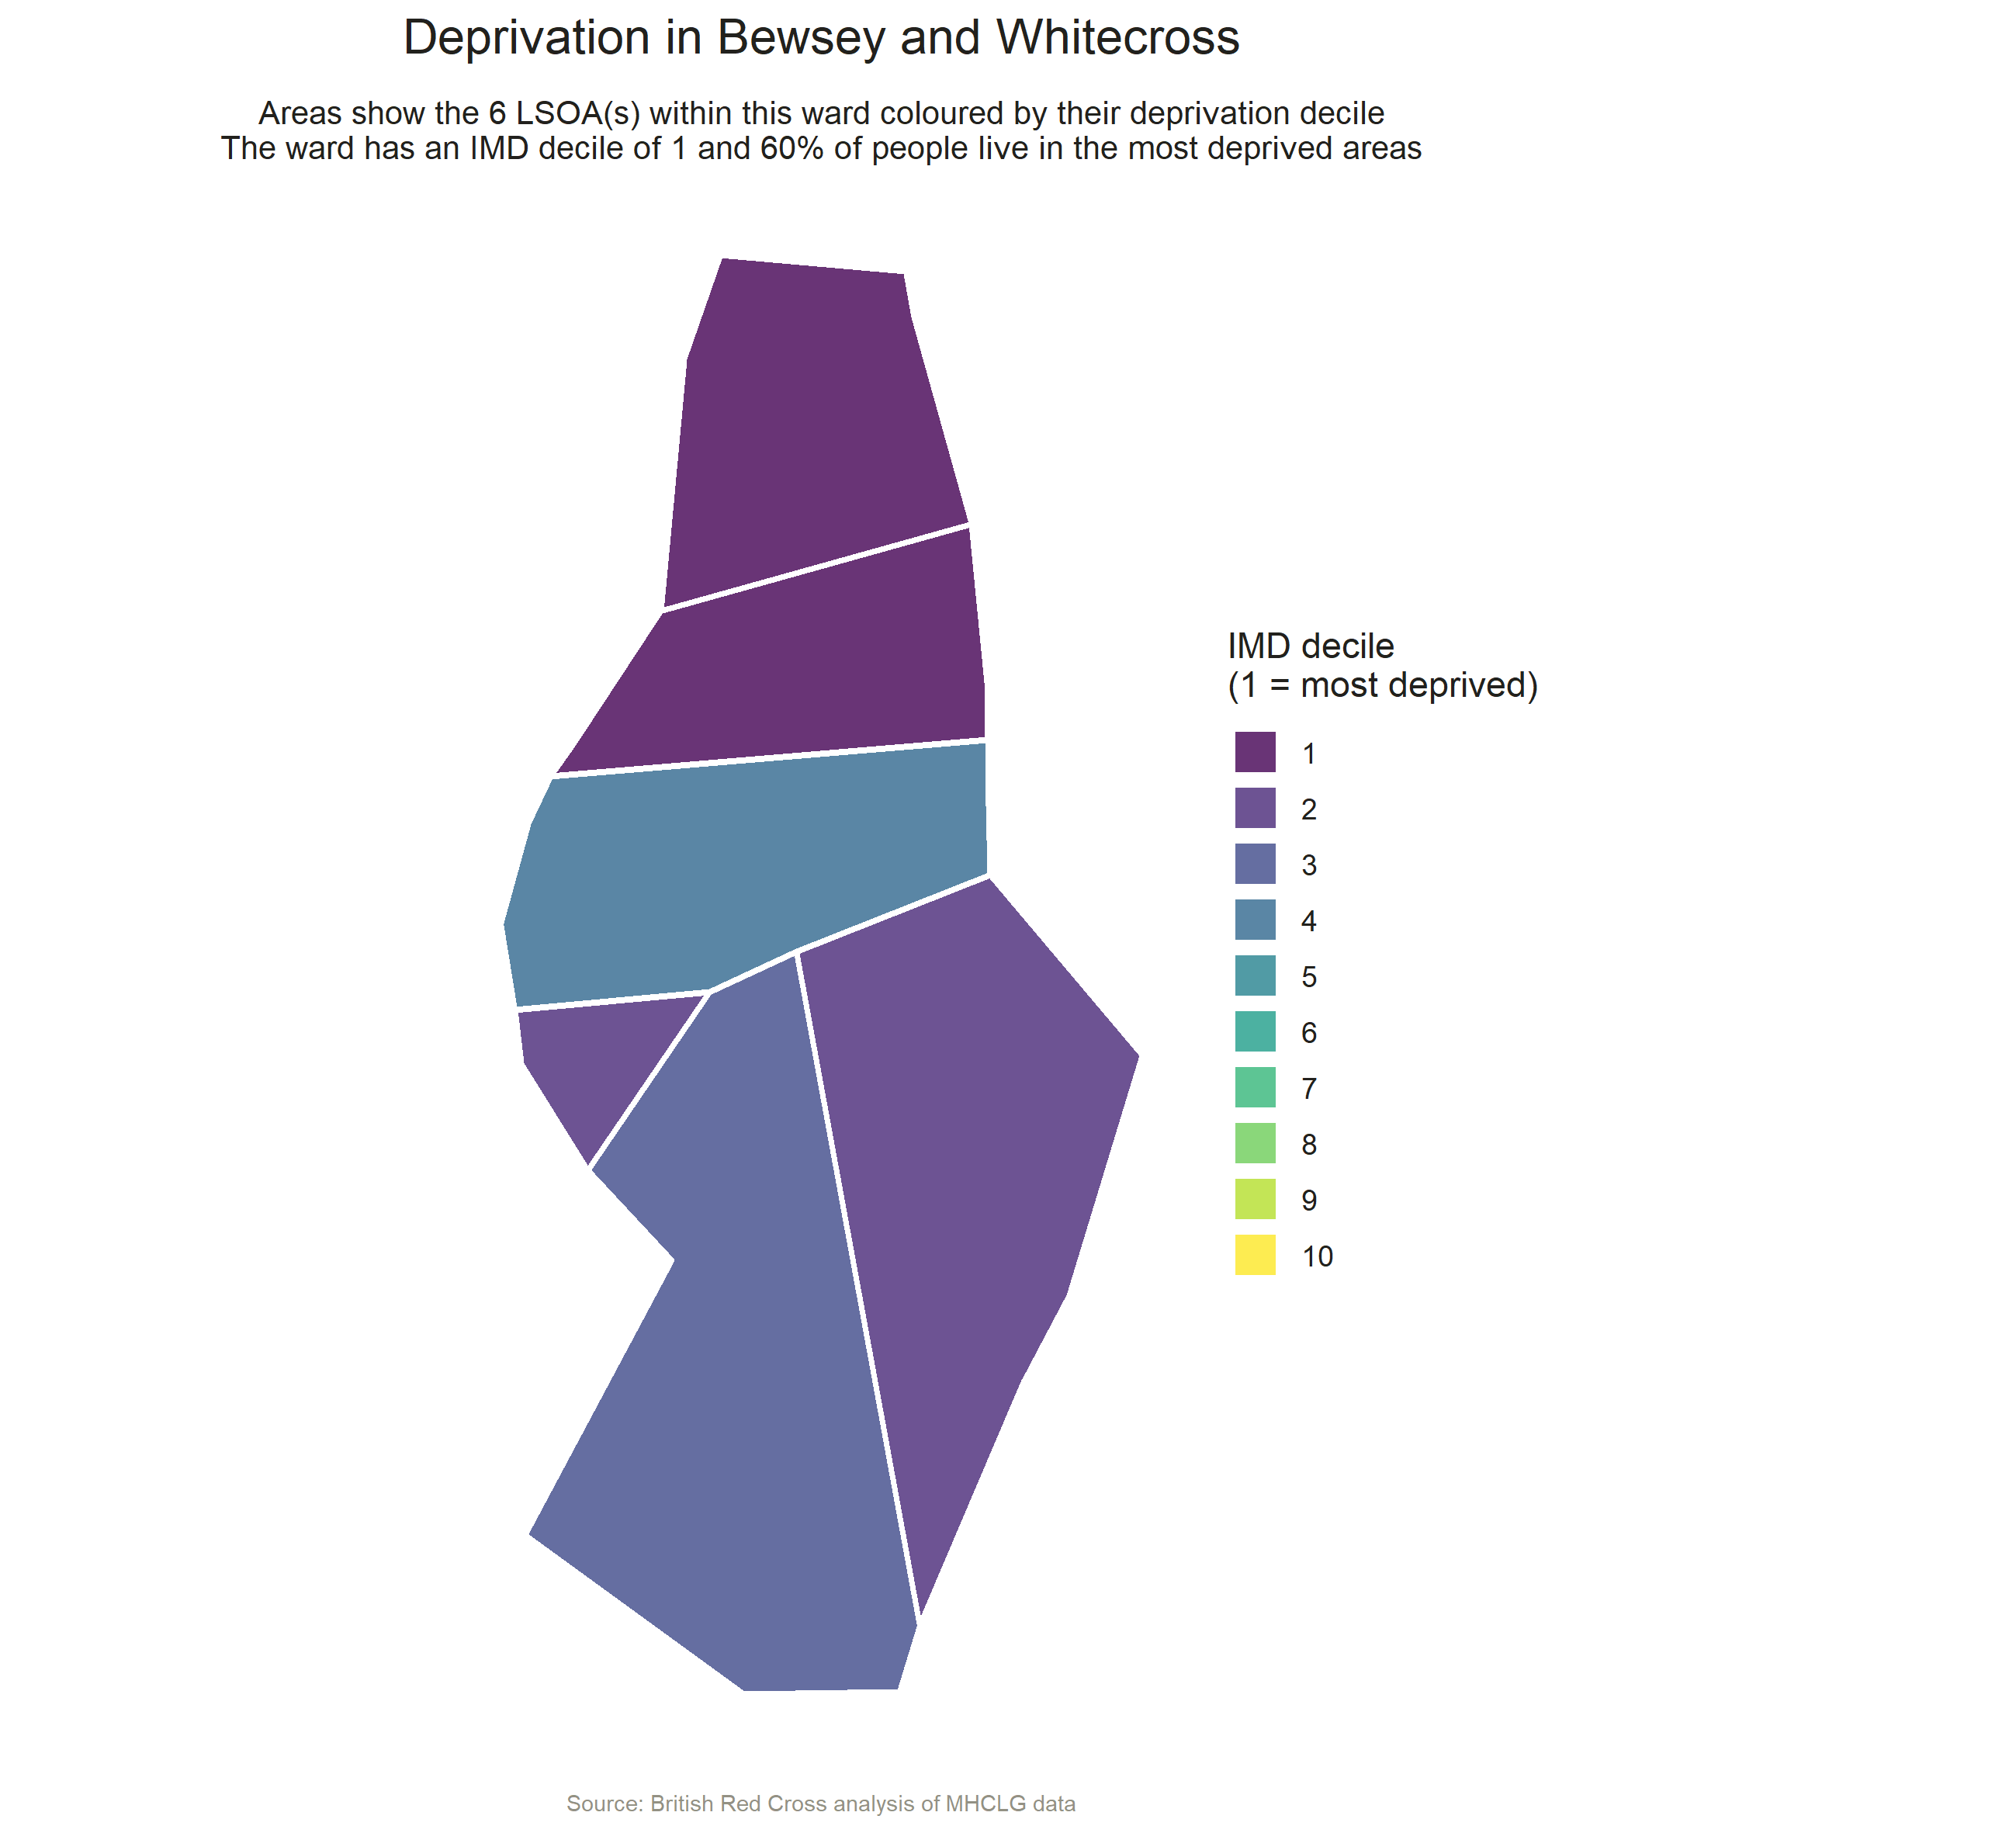 Deprivation in Bewsey and Whitecross
Areas show the 6 LSOA(s) within this ward coloured by their deprivation decile
The ward has an IMD decile of 1 and 60% of people live in the most deprived areas
IMD decile
(1 = most deprived)
1
2
3
4
5
6
7
8
9
10
Source: British Red Cross analysis of MHCLG data